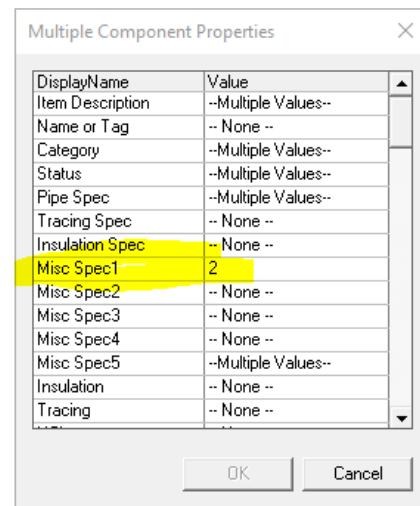 Multiple Component Properties
DisplayName Value
Item Description --Multiple Values--
Name or Tag -- None --
Category --Multiple Values--
Status --Multiple Values--
Pipe Spec --Multiple Values--
Tracing Spec -- None --
Insulation Spec -- None --
Misc Spec1 2
Misc Spec2 -- None --
Misc Spec3 -- None --
Misc Spec4 -- None --
Misc Spec5 --Multiple Values--
Insulation -- None --
Tracing -- None --
OK Cancel